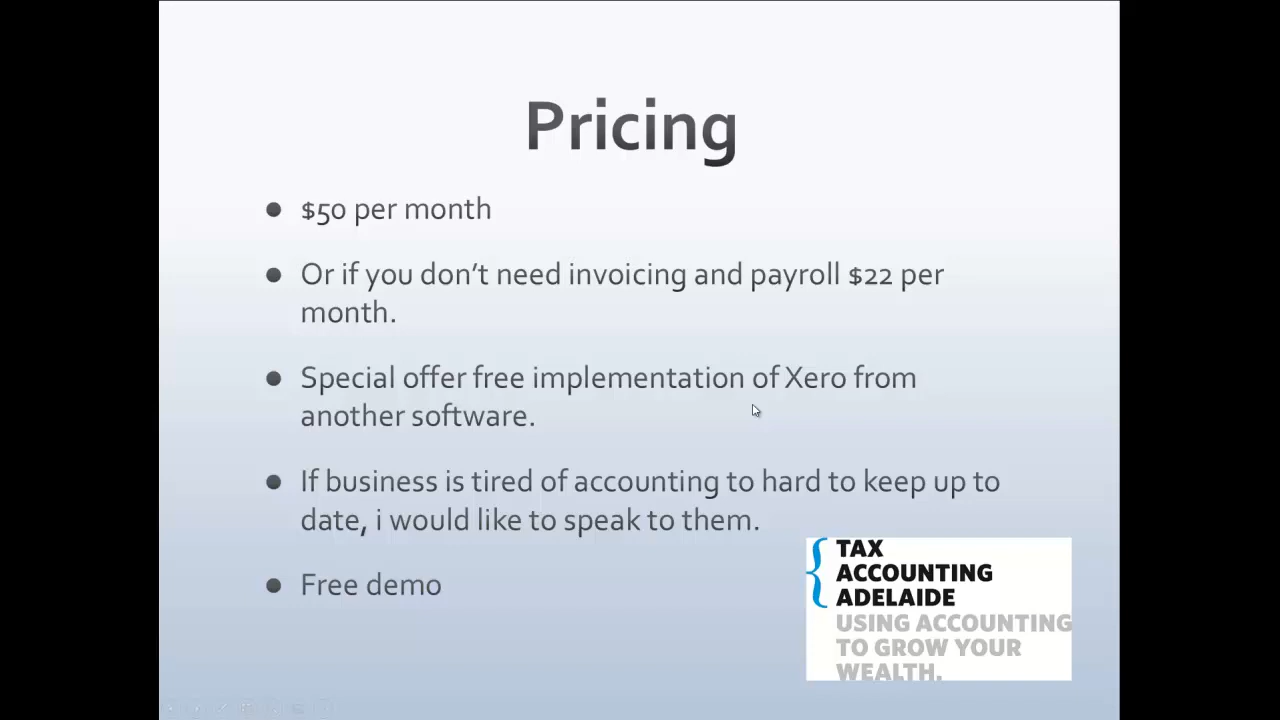 Pricing
$50 per month
Or if you don't need invoicing and payroll $22 per
month.
Special offer free implementation of Xero from
another software.
If business is tired of accounting to hard to keep up to
date, i would like to speak to them.
Free demo
TAX
ACCOUNTING
ADELAIDE
USING ACCOUNTING
TO GROW YOUR
WEALTH.